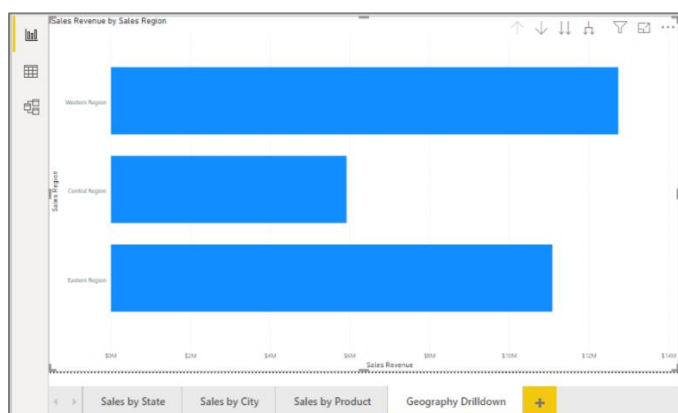 Sales Revenue by Sales Region
Western Region
Central Region
Eastern Region
Sales Region
$0M $2M $4M $6M $8M $10M $12M $14M
Sales Revenue
Sales by State Sales by City Sales by Product Geography Drilldown +